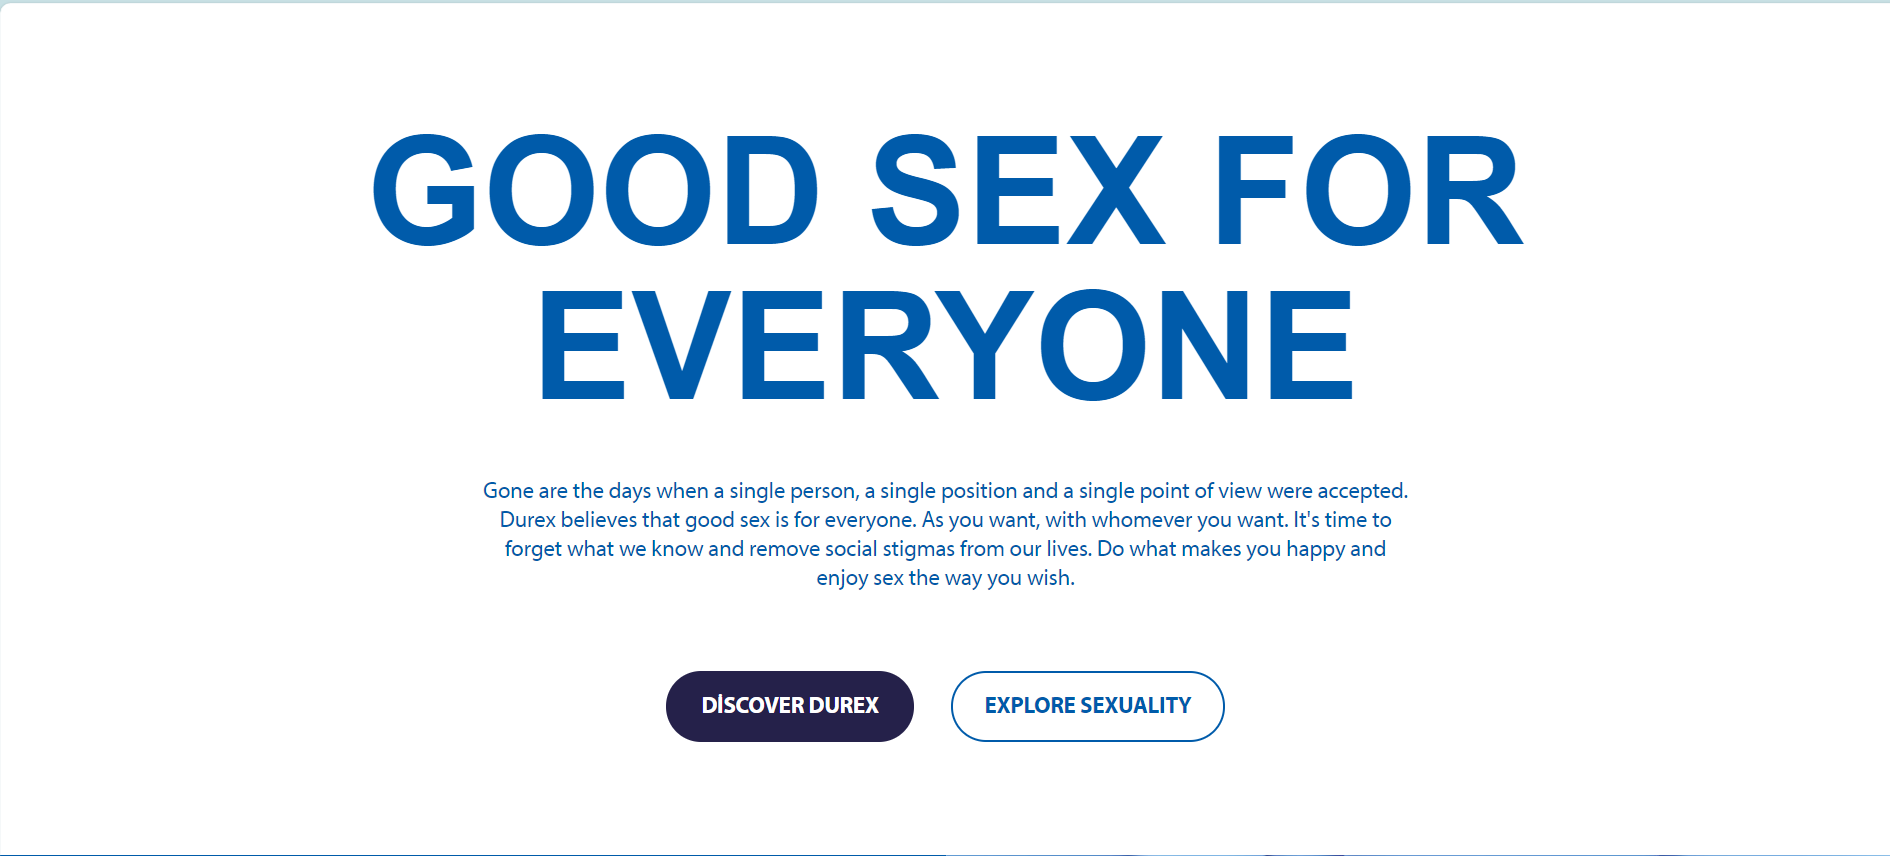 GOOD SEX FOR
EVERYONE
Gone are the days when a single person, a single position and a single point of view were accepted.
Durex believes that good sex is for everyone. As you want, with whomever you want. It's time to
forget what we know and remove social stigmas from our lives. Do what makes you happy and
enjoy sex the way you wish.
DİSCOVER DUREX
EXPLORE SEXUALITY